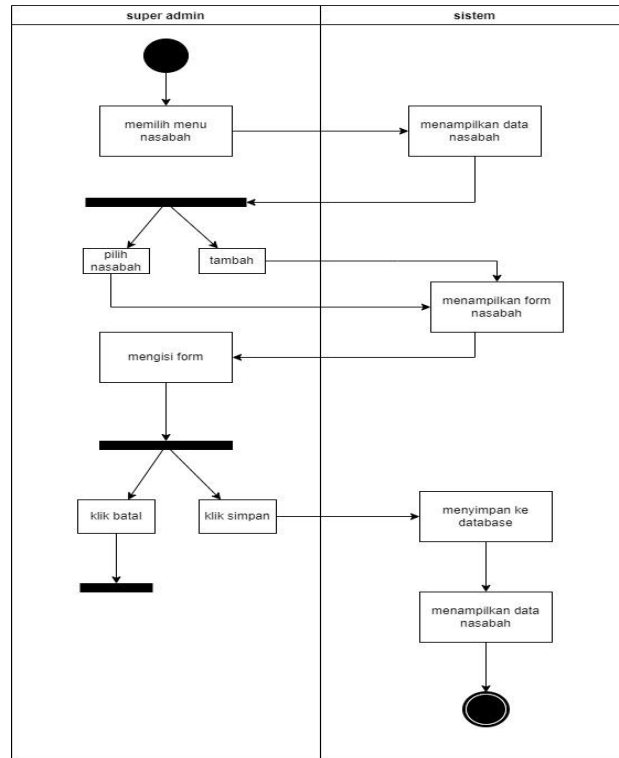 super admin
sistem
memilih menu
nasabah
menampilkan data
nasabah
pilih
nasabah
tambah
menampilkan form
nasabah
mengisi form
klik batal
klik simpan
menyimpan ke
database
menampilkan data
nasabah